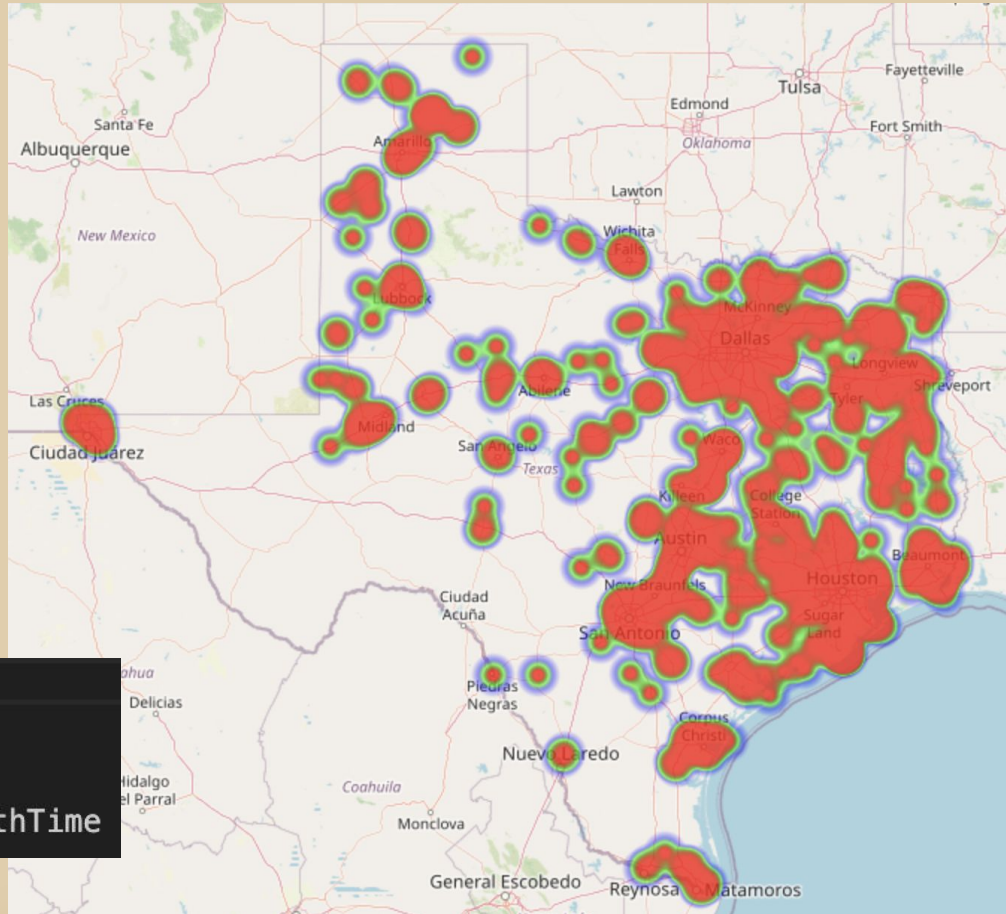 Tulsa
Fayetteville
Edmond
Oklahoma
Santa Fe
Fort Smith
Albuquerque
Amarillo
Lawton
New Mexico
Wichita
Falls
Lubbock
McKinney
Dallas
Longview
Shreveport
Las Cruces
Abilene
Tyler
Midland
Ciudad Juárez
San Angelo
Waco
Texas
Killeen
College
Station
Austin
Beaumont
New Braunfels
Houston
Ciudad
Acuña
Sugar
Land
San Antonio
ahua
Piedras
Negras
Delicias
Corpus
Christi
Nuevo Laredo
Hidalgo
el Parral
Coahuila
thTime
Monclova
General Escobedo
Reynosa
Matamoros